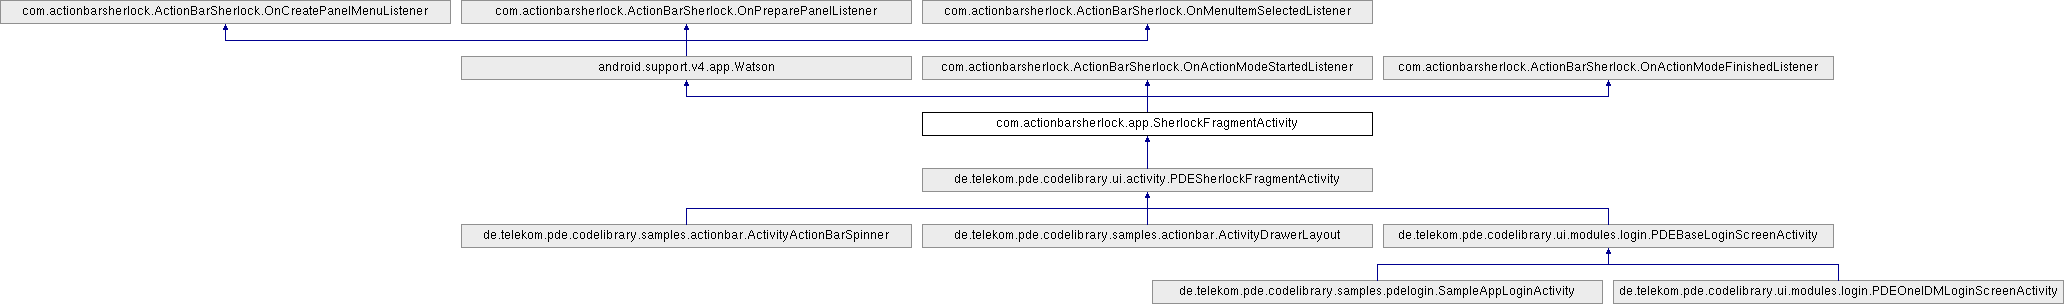 com.actionbarsherlock.ActionBarSherlock.OnCreatePanelMenuListener
com.actionbarsherlock.ActionBarSherlock.OnPreparePanelListener
com.actionbarsherlock.ActionBarSherlock.OnMenuItemSelectedListener
android.support.v4.app.Watson
com.actionbarsherlock.ActionBarSherlock.OnActionModeStartedListener
com.actionbarsherlock.ActionBarSherlock.OnActionModeFinishedListener
com.actionbarsherlock.app.SherlockFragmentActivity
de.telekom.pde.codelibrary.ui.activity.PDESherlockFragmentActivity
de.telekom.pde.codelibrary.samples.actionbar.ActivityActionBarSpinner
de.telekom.pde.codelibrary.samples.actionbar.ActivityDrawerLayout
de.telekom.pde.codelibrary.ui.modules.login.PDEBaseLoginScreenActivity
de.telekom.pde.codelibrary.samples.pdelogin.SampleAppLoginActivity
de.telekom.pde.codelibrary.ui.modules.login.PDEOneIDMLoginScreenActivity